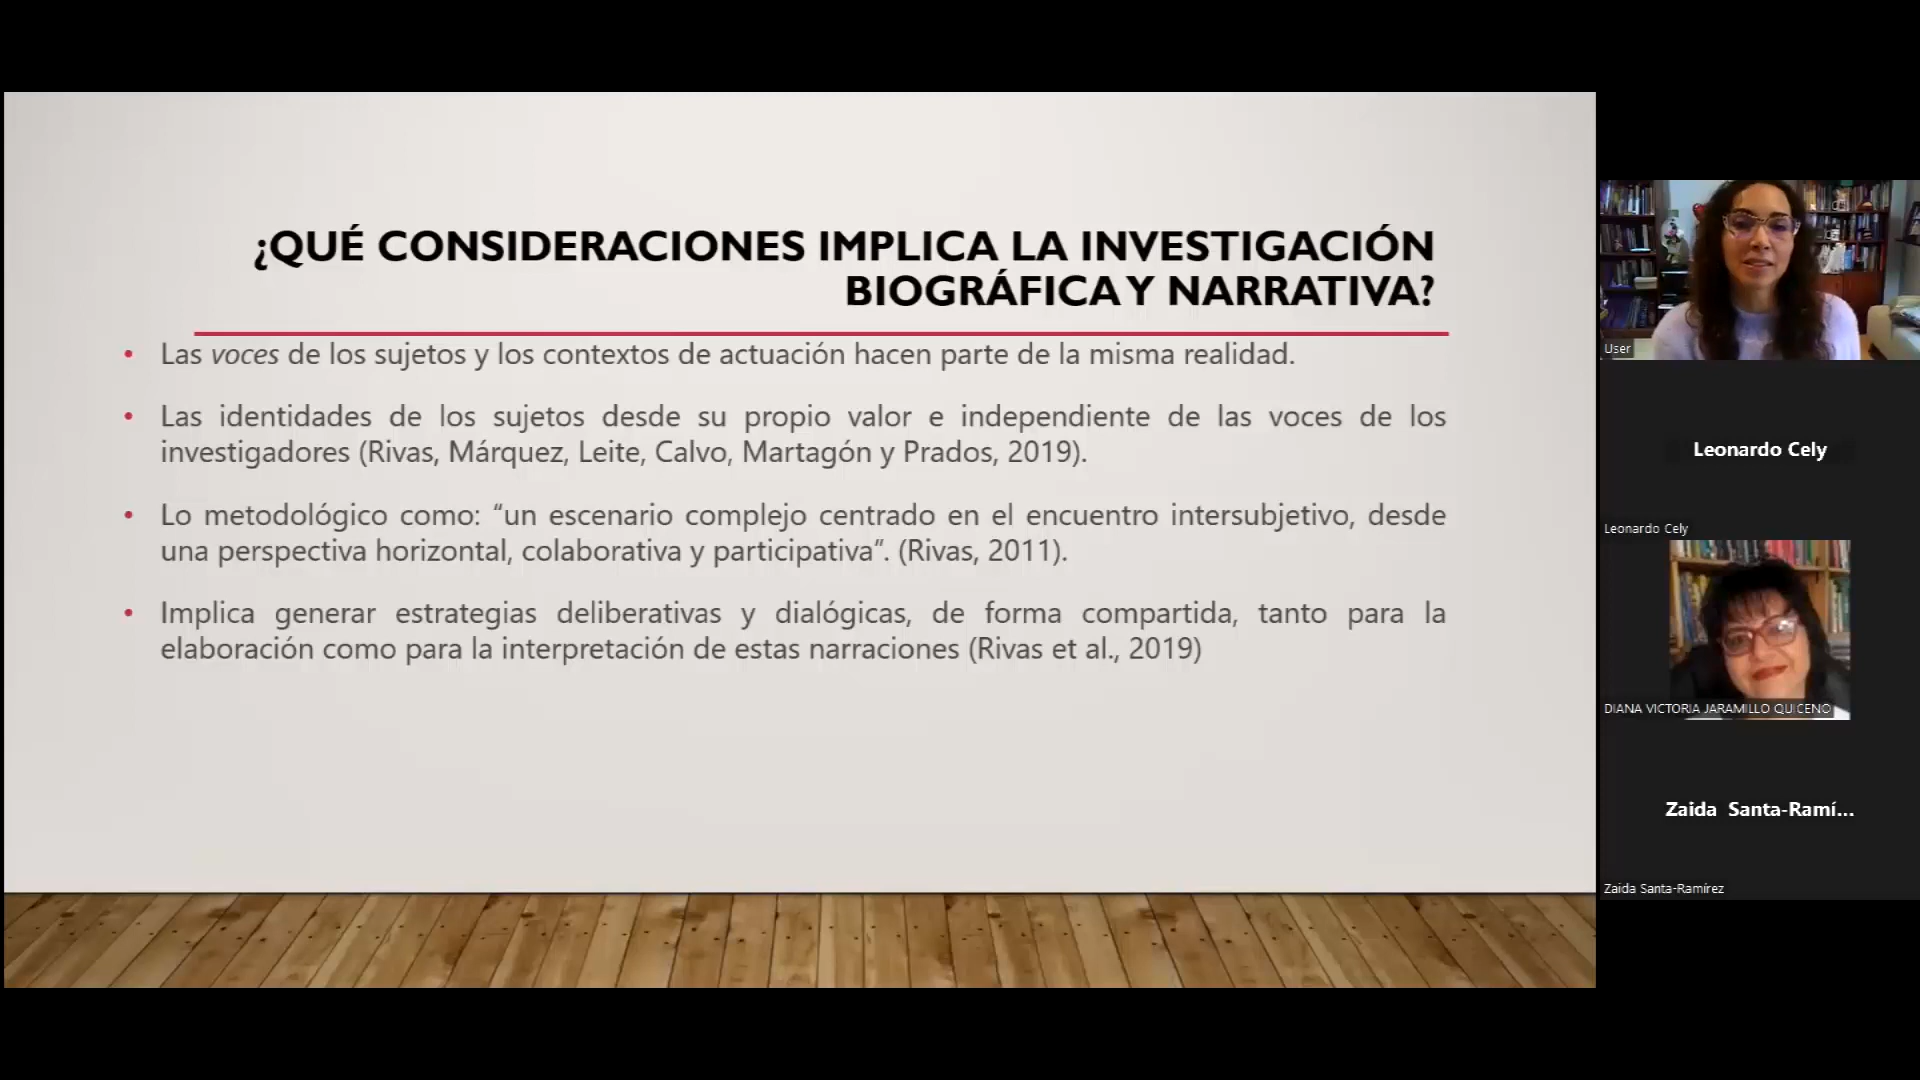 ¿QUÉ CONSIDERACIONES IMPLICA LA INVESTIGACIÓN
BIOGRÁFICA Y NARRATIVA?
• Las voces de los sujetos y los contextos de actuación hacen parte de la misma realidad.
• Las identidades de los sujetos desde su propio valor e independiente de las voces de los
investigadores (Rivas, Márquez, Leite, Calvo, Martagón y Prados, 2019).
• Lo metodológico como: “un escenario complejo centrado en el encuentro intersubjetivo, desde
una perspectiva horizontal, colaborativa y participativa”. (Rivas, 2011).
• Implica generar estrategias deliberativas y dialógicas, de forma compartida, tanto para la
elaboración como para la interpretación de estas narraciones (Rivas et al., 2019)
User
Leonardo Cely
Leonardo Cely
DIANA VICTORIA JARAMILLO QUICENO
Zaida Santa-Ramí...
Zaida Santa-Ramírez